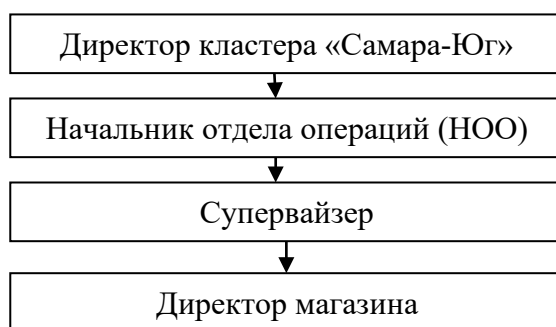 Директор кластера «Самара-Юг»
Начальник отдела операций (НОО)
Супервайзер
Директор магазина